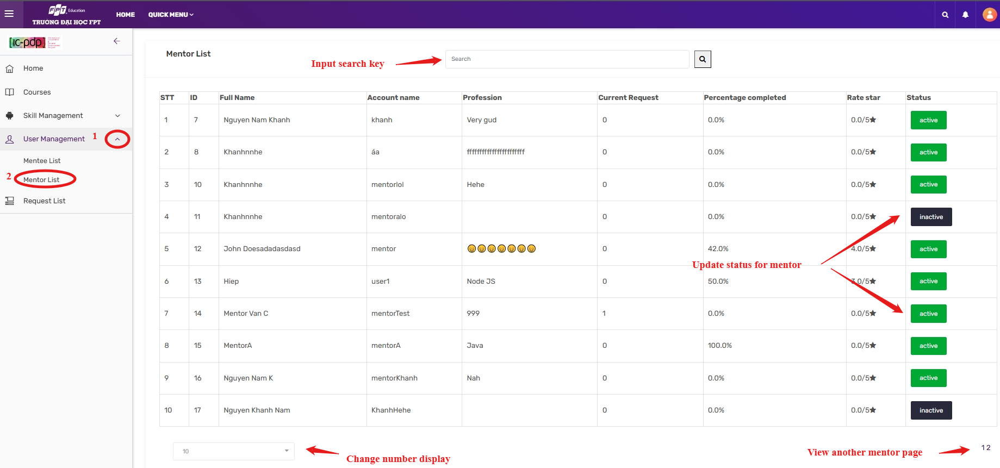 FPT Education
TRƯỜNG ĐẠI HỌC FPT
HOME QUICK MENU
[ic-pdp]
Home
Courses
Skill Management
User Management 1
Mentee List
2 Mentor List
Request List
Mentor List
Input search key
Search
STT ID Full Name Account name Profession Current Request Percentage completed Rate star Status
1 7 Nguyen Nam Khanh khanh Very gud 0 0.0% 0.0/5★ active
2 8 Khanhnnhe áa 0 0.0% 0.0/5★ active
3 10 Khanhnnhe mentorlol Hehe 0 0.0% 0.0/5★ active
4 11 Khanhnnhe mentoralo 0 0.0% 0.0/5★ inactive
5 12 John Doesadadasdasd mentor 😌😌😌😌😌😌😌 0 42.0% 4.0/5★ active
Update status for mentor
6 13 Hiep user1 Node JS 0 50.0% 3.0/5★ active
7 14 Mentor Van C mentorTest 999 1 0.0% 0.0/5★ active
8 15 MentorA mentorA Java 0 100.0% 0.0/5★ active
9 16 Nguyen Nam K mentorKhanh Nah 0 0.0% 0.0/5★ active
10 17 Nguyen Khanh Nam KhanhHehe 0 0.0% 0.0/5★ inactive
10
Change number display
View another mentor page
1 2